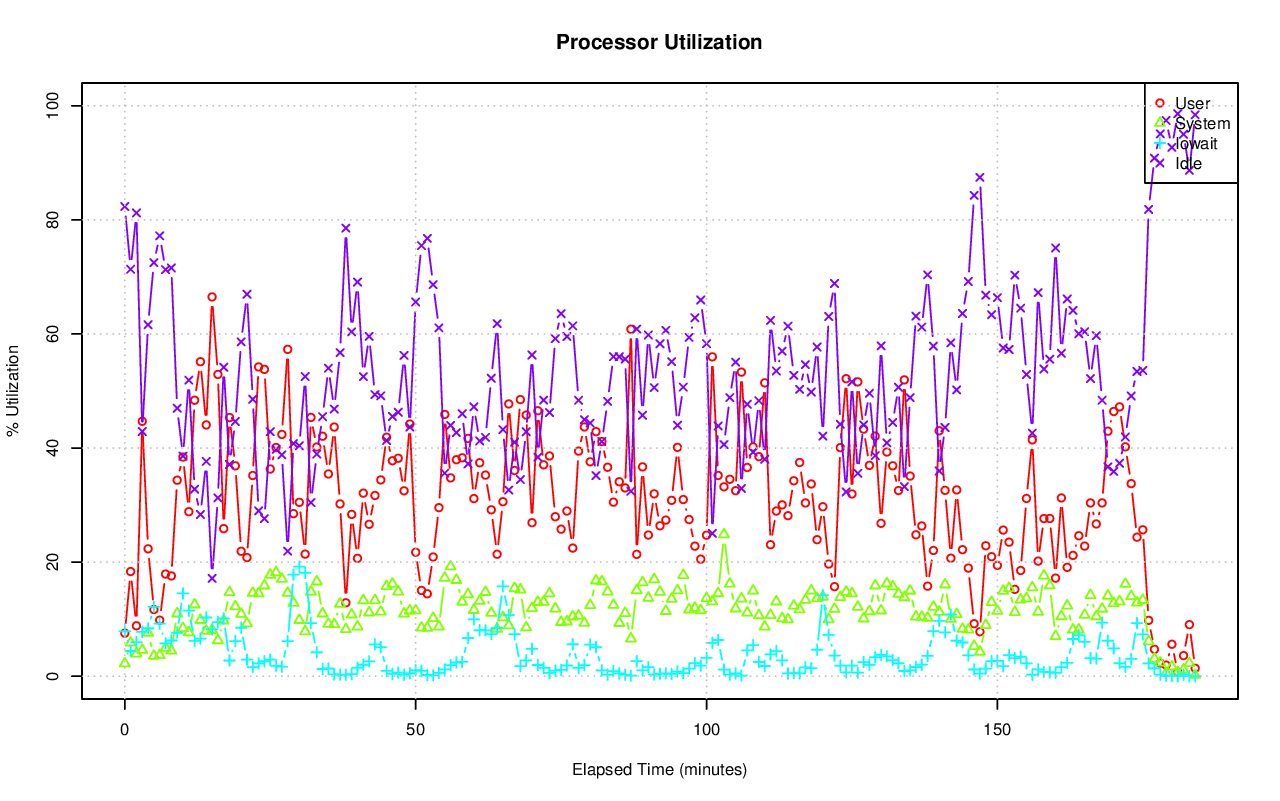 Processor Utilization
% Utilization
100
80
60
40
20
0
User
System
Iowait
Idle
0 50 100 150
Elapsed Time (minutes)